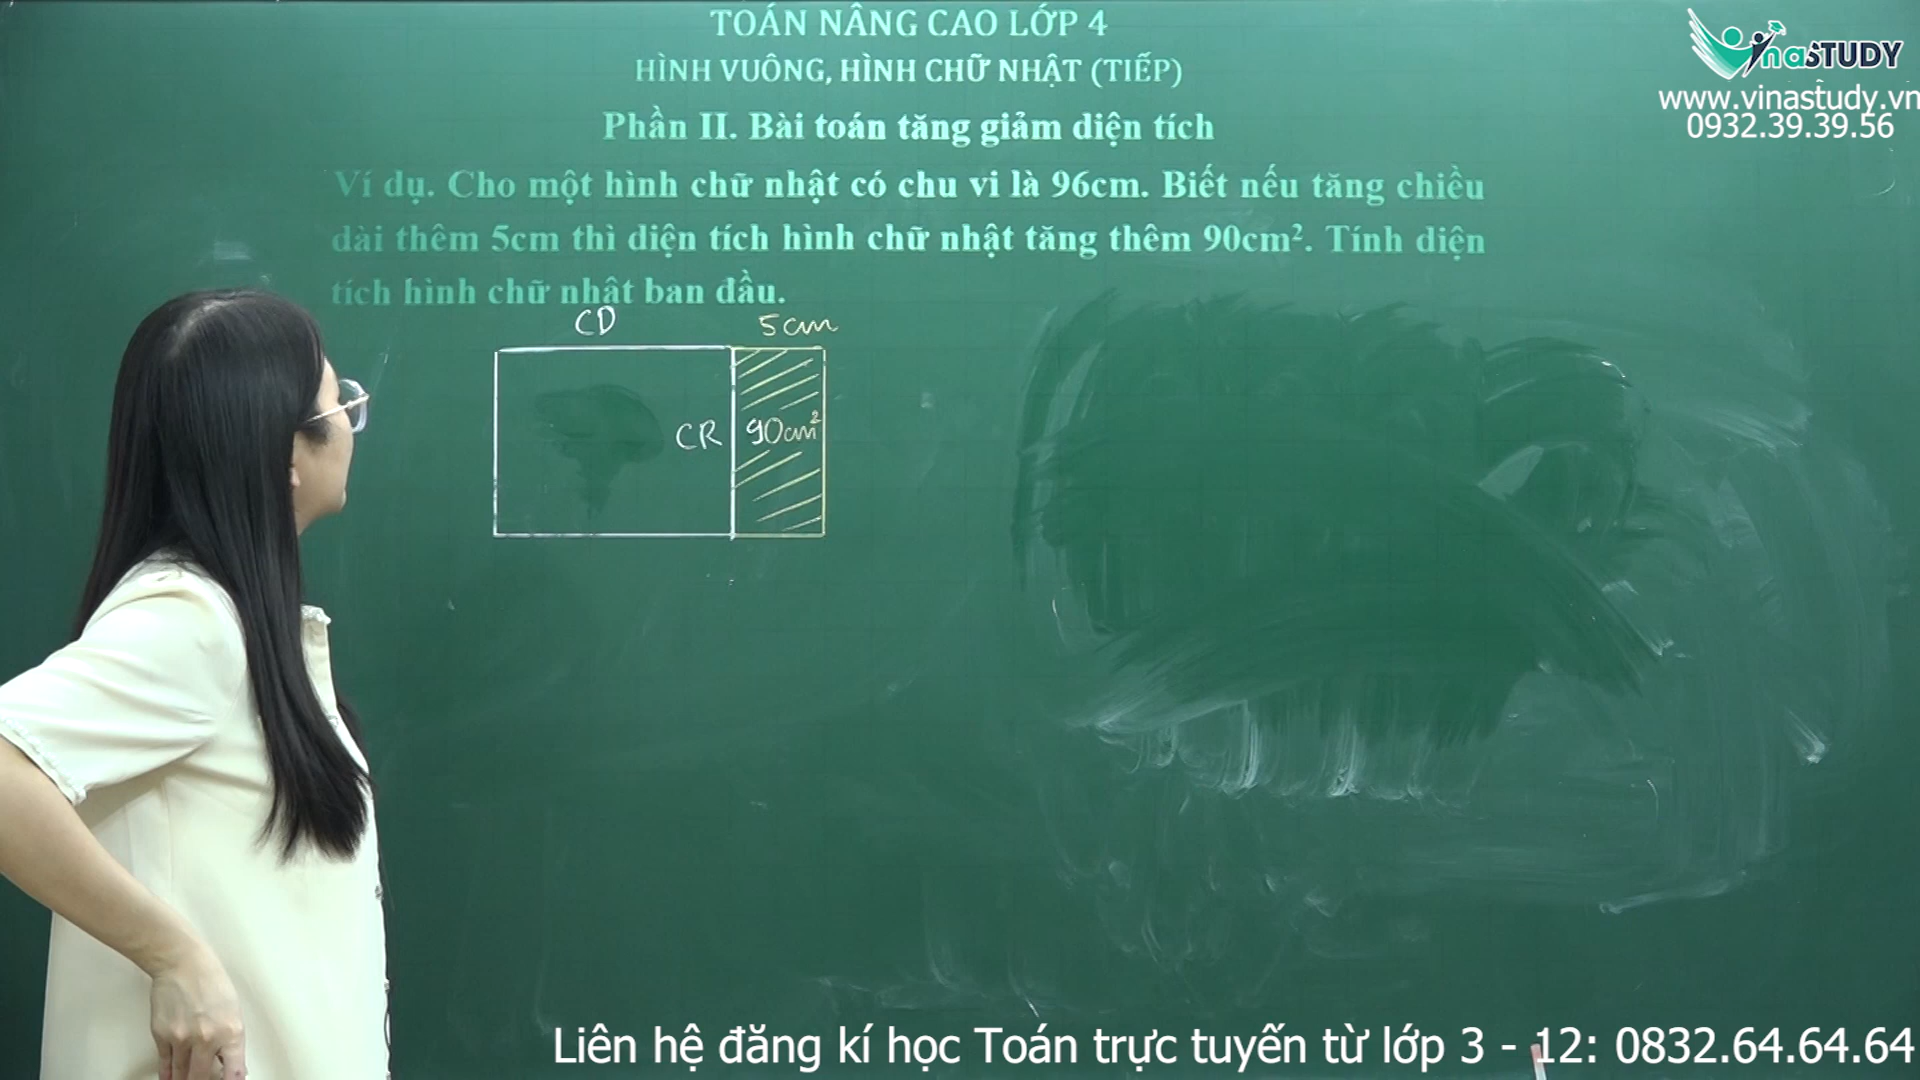 TOÁN NÂNG CAO LỚP 4
HÌNH VUÔNG, HÌNH CHỮ NHẬT (TIẾP)
Phần II. Bài toán tăng giảm diện tích
Ví dụ. Cho một hình chữ nhật có chu vi là 96cm. Biết nếu tăng chiều
dài thêm 5cm thì diện tích hình chữ nhật tăng thêm 90cm². Tính diện
tích hình chữ nhật ban đầu.
CD
5cm
CR
90cm²
VinaSTUDY
www.vinastudy.vn
0932.39.39.56
Liên hệ đăng kí học Toán trực tuyến từ lớp 3 - 12: 0832.64.64.64